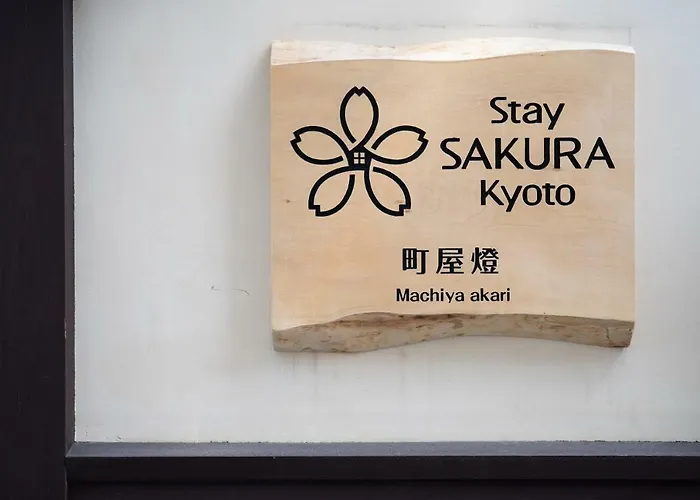 Stay
SAKURA
Kyoto
町屋燈
Machiya akari